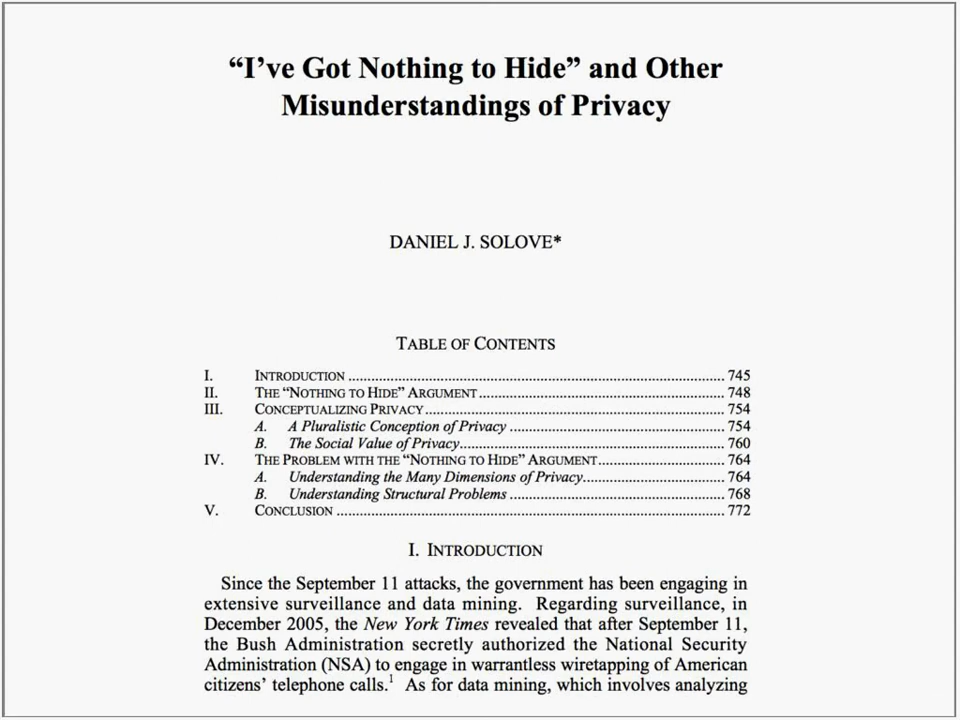 “I’ve Got Nothing to Hide” and Other
Misunderstandings of Privacy
DANIEL J. SOLOVE*
TABLE OF CONTENTS
I. INTRODUCTION ........................................................................................ 745
II. THE “NOTHING TO HIDE” ARGUMENT ........................................................ 748
III. CONCEPTUALIZING PRIVACY ........................................................................ 754
A. A Pluralistic Conception of Privacy ........................................................ 754
B. The Social Value of Privacy ................................................................ 760
IV. THE PROBLEM WITH THE “NOTHING TO HIDE” ARGUMENT ................................ 764
A. Understanding the Many Dimensions of Privacy ................................ 764
B. Understanding Structural Problems ........................................................ 768
V. CONCLUSION ........................................................................................ 772
I. INTRODUCTION
Since the September 11 attacks, the government has been engaging in
extensive surveillance and data mining. Regarding surveillance, in
December 2005, the New York Times revealed that after September 11,
the Bush Administration secretly authorized the National Security
Administration (NSA) to engage in warrantless wiretapping of American
citizens’ telephone calls.1 As for data mining, which involves analyzing